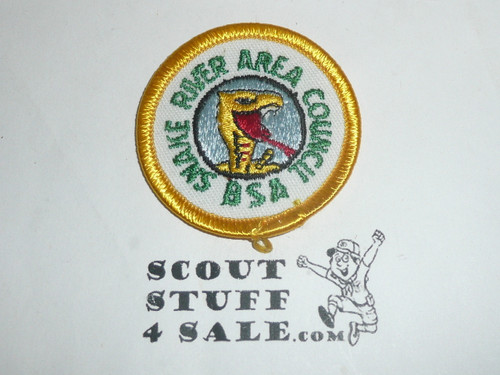 SNAKE RIVER AREA COUNCIL
BSA
SCOUT
STUFF
4 SALE.COM